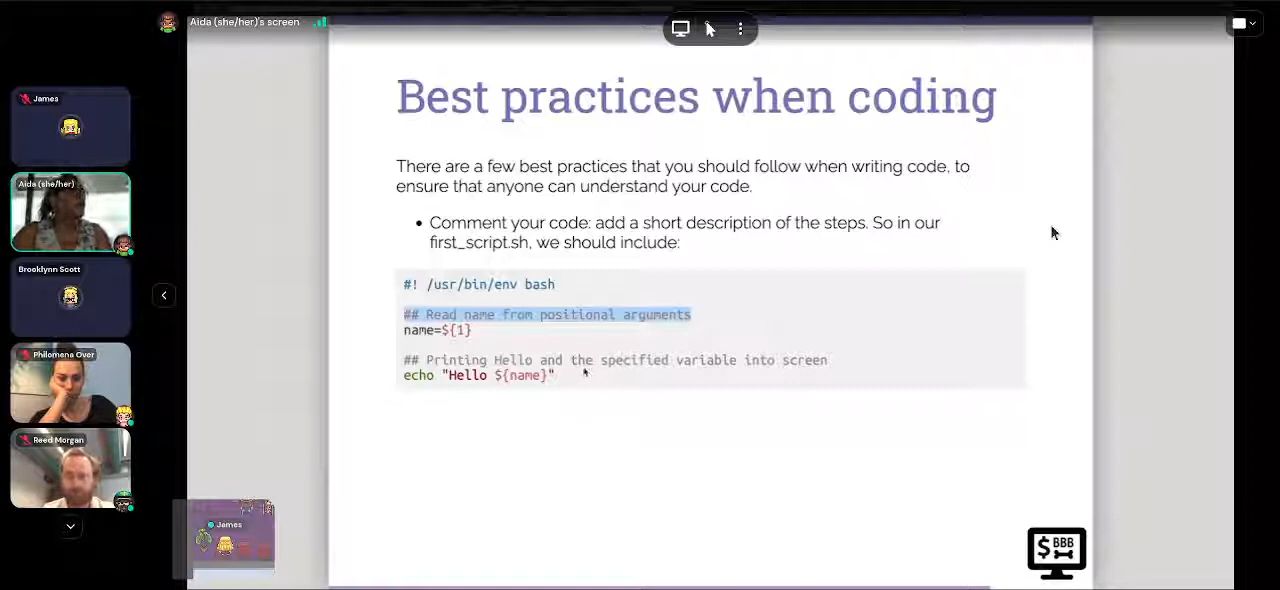 Aida (she/her)'s screen
James
Aida (she/her)
Brooklynn Scott
Philomena Over
Reed Morgan
James
Best practices when coding
There are a few best practices that you should follow when writing code, to
ensure that anyone can understand your code.
• Comment your code: add a short description of the steps. So in our
first_script.sh, we should include:
#! /usr/bin/env bash
## Read name from positional arguments
name=${1}
## Printing Hello and the specified variable into screen
echo "Hello ${name}"
$ BBB